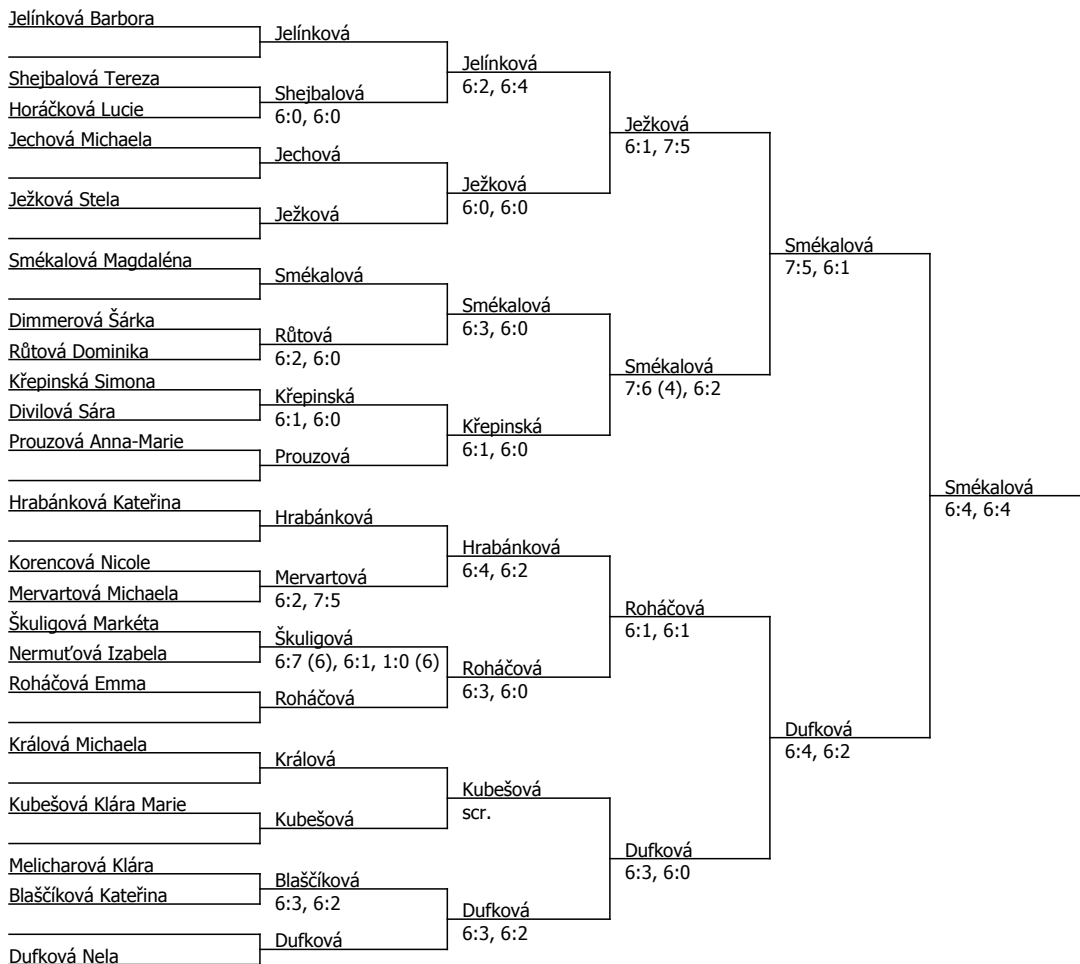 Jelínková Barbora
Shejbalová Tereza
Horáčková Lucie
Jechová Michaela
Ježková Stela
Smékalová Magdaléna
Dimmerová Šárka
Růtová Dominika
Křepinská Simona
Divilová Sára
Prouzová Anna-Marie
Hrabánková Kateřina
Korencová Nicole
Mervartová Michaela
Škuligová Markéta
Nermuťová Izabela
Roháčová Emma
Králová Michaela
Kubešová Klára Marie
Melicharová Klára
Blaščíková Kateřina
Dufková Nela
Jelínková
Shejbalová
6:0, 6:0
Jechová
Ježková
Smékalová
Růtová
6:2, 6:0
Křepinská
6:1, 6:0
Prouzová
Hrabánková
Mervartová
6:2, 7:5
Škuligová
6:7 (6), 6:1, 1:0 (6)
Roháčová
Králová
Kubešová
Blaščíková
6:3, 6:2
Dufková
Jelínková
6:2, 6:4
Ježková
6:0, 6:0
Smékalová
6:3, 6:0
Křepinská
6:1, 6:0
Hrabánková
6:4, 6:2
Roháčová
6:3, 6:0
Kubešová
scr.
Dufková
6:3, 6:2
Ježková
6:1, 7:5
Smékalová
7:6 (4), 6:2
Roháčová
6:1, 6:1
Dufková
6:3, 6:0
Smékalová
7:5, 6:1
Dufková
6:4, 6:2
Smékalová
6:4, 6:4